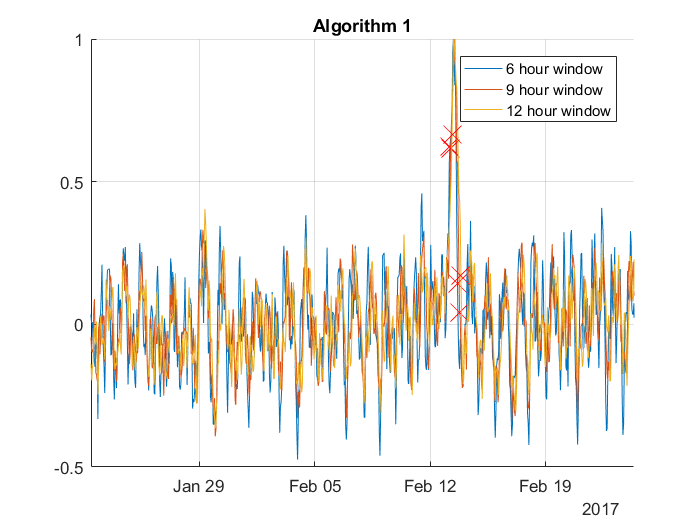 Algorithm 1
1
6 hour window
9 hour window
12 hour window
0.5
0
-0.5
Jan 29
Feb 05
Feb 12
Feb 19
2017